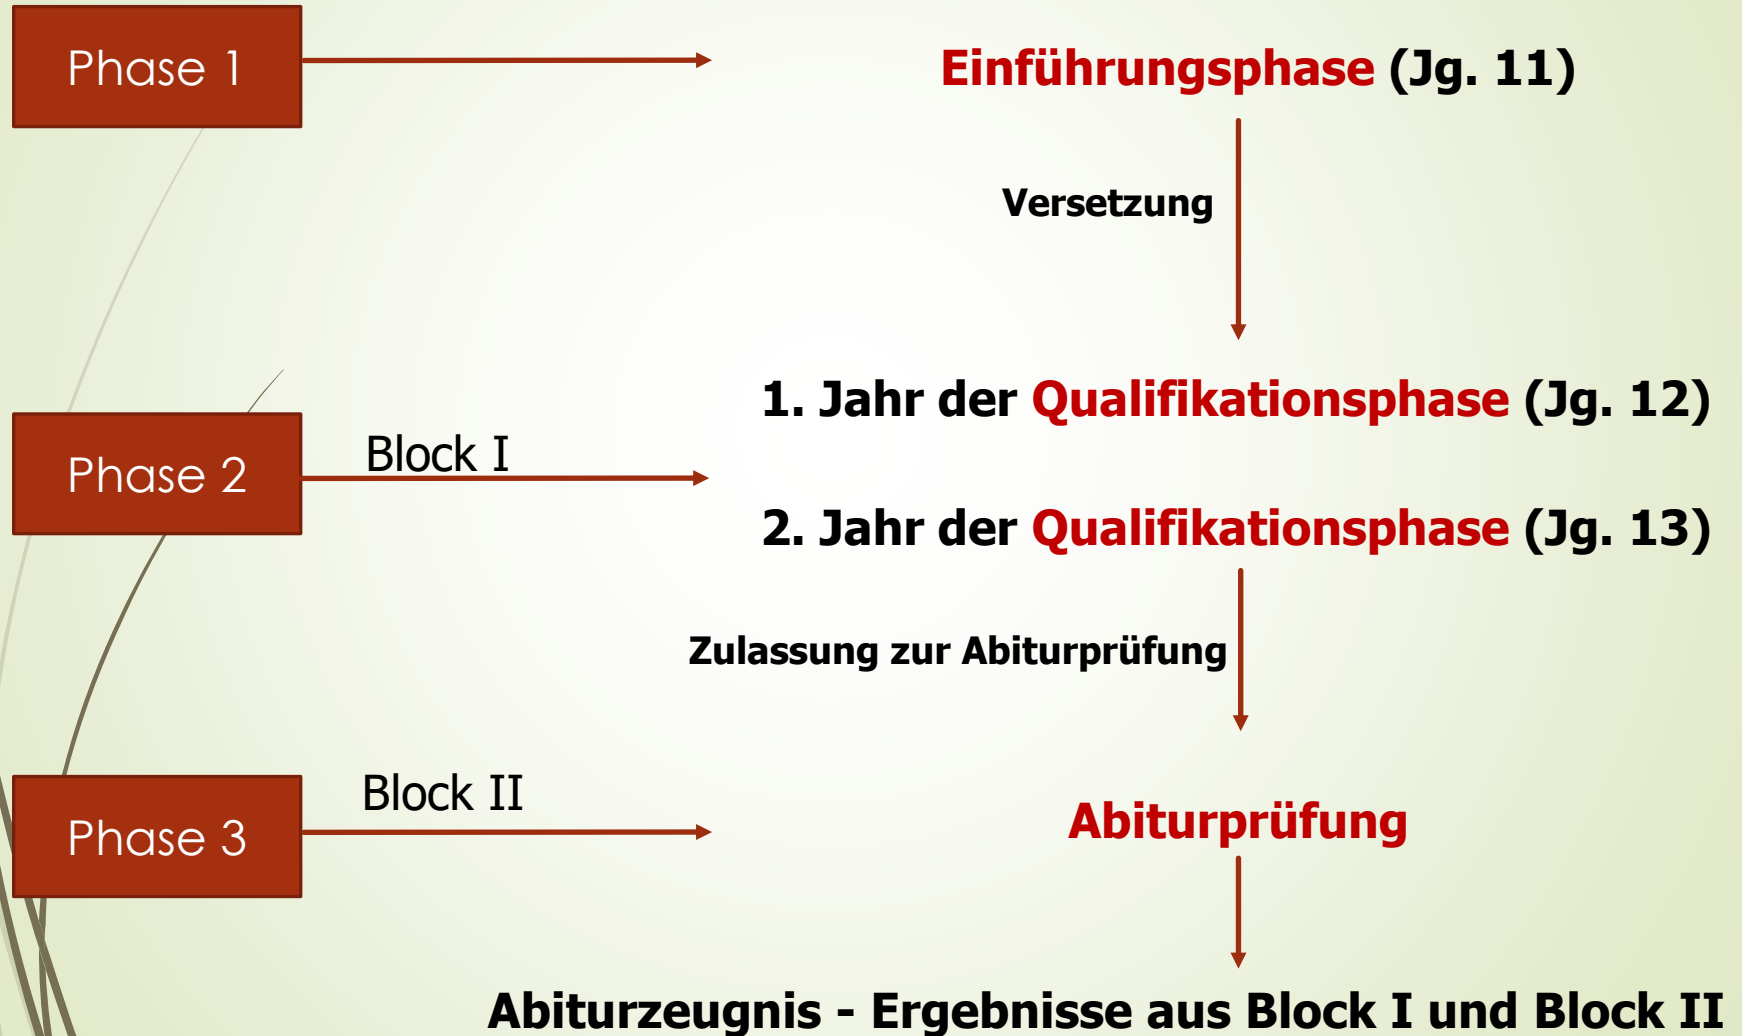 Phase 1
Einführungsphase (Jg. 11)
Versetzung
1. Jahr der Qualifikationsphase (Jg. 12)
Phase 2
Block I
2. Jahr der Qualifikationsphase (Jg. 13)
Zulassung zur Abiturprüfung
Phase 3
Block II
Abiturprüfung
Abiturzeugnis - Ergebnisse aus Block I und Block II